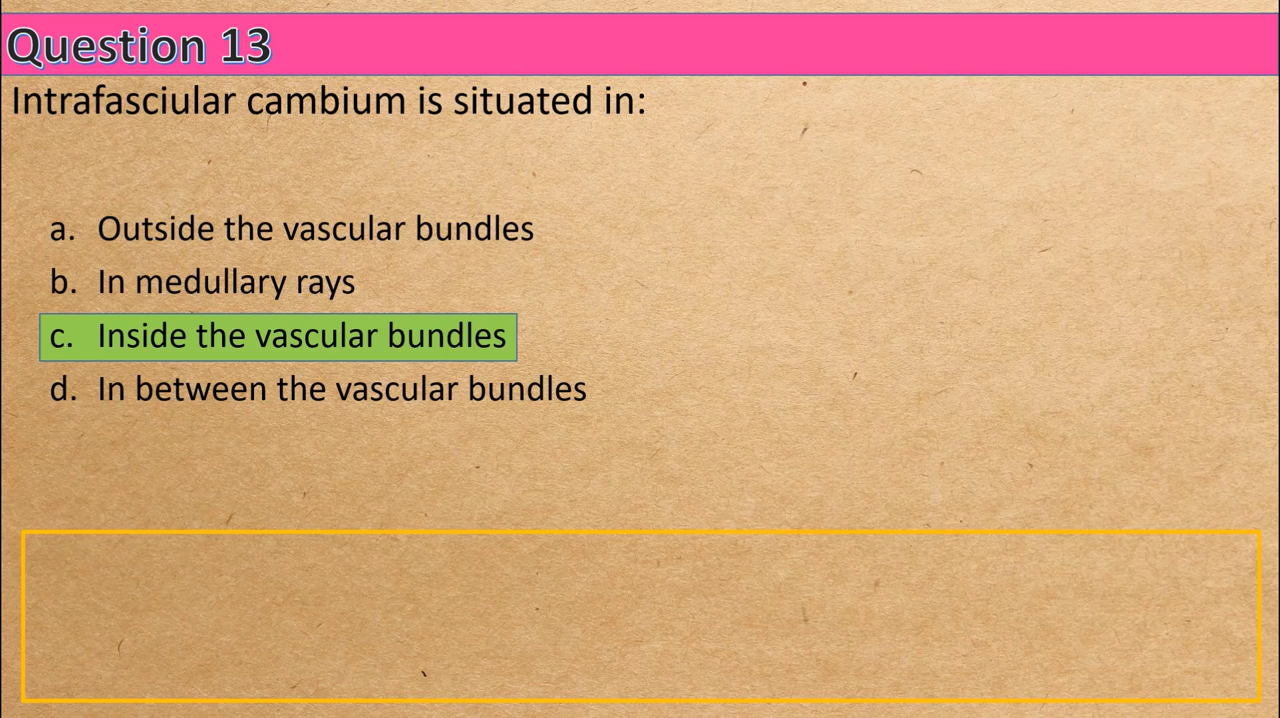 Question 13
Intrafasciular cambium is situated in:
a. Outside the vascular bundles
b. In medullary rays
c. Inside the vascular bundles
d. In between the vascular bundles